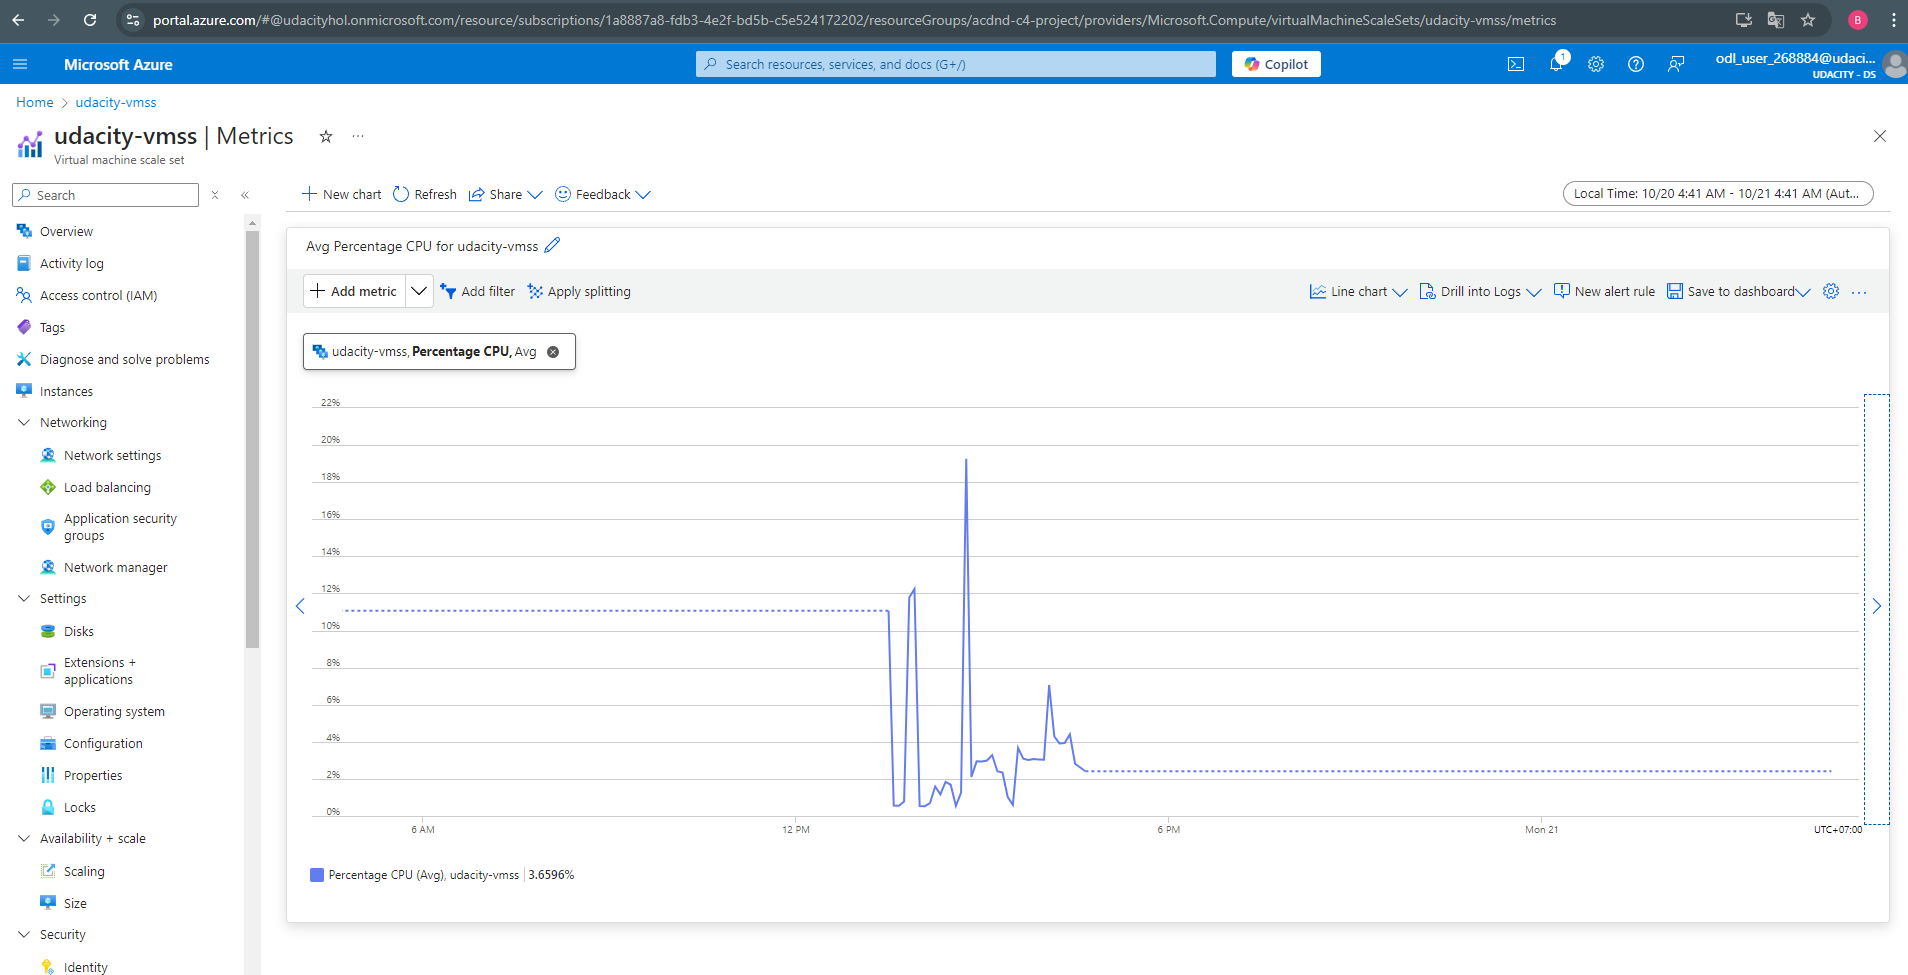 portal.azure.com/#@udacityhol.onmicrosoft.com/resource/subscriptions/1a8887a8-fdb3-4e2f-bd5b-c5e524172202/resourceGroups/acdnd-c4-project/providers/Microsoft.Compute/virtualMachineScaleSets/udacity-vmss/metrics
B
Microsoft Azure
Search resources, services, and docs (G+/)
Copilot
1
odl_user_268884@udaci...
UDACITY - DS
Home > udacity-vmss
udacity-vmss | Metrics
Virtual machine scale set
Search
New chart
Refresh
Share
Feedback
Local Time: 10/20 4:41 AM - 10/21 4:41 AM (Aut...
Overview
Activity log
Access control (IAM)
Tags
Diagnose and solve problems
Instances
Networking
Network settings
Load balancing
Application security
groups
Network manager
Settings
Disks
Extensions +
applications
Operating system
Configuration
Properties
Locks
Availability + scale
Scaling
Size
Security
Identity
Avg Percentage CPU for udacity-vmss
Add metric
Add filter
Apply splitting
Line chart
Drill into Logs
New alert rule
Save to dashboard
udacity-vmss, Percentage CPU, Avg
22%
20%
18%
16%
14%
12%
10%
8%
6%
4%
2%
0%
6 AM
12 PM
6 PM
Mon 21
UTC+07:00
Percentage CPU (Avg), udacity-vmss | 3.6596%